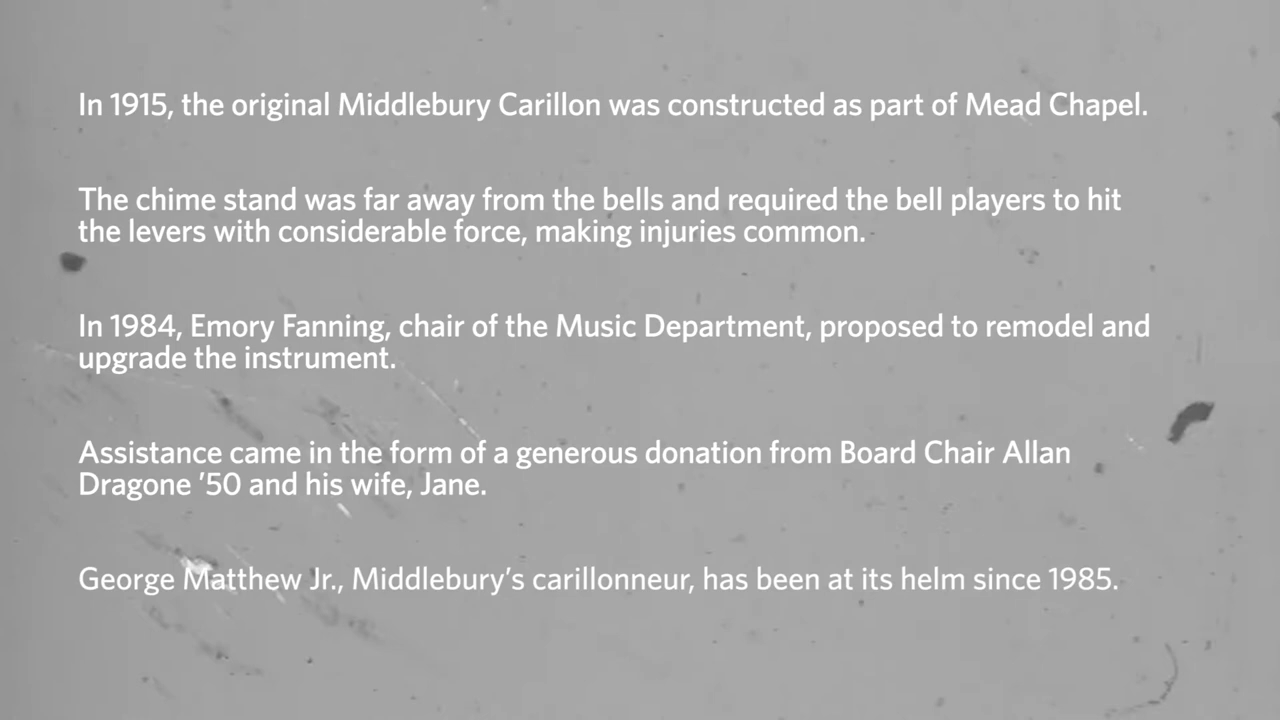 In 1915, the original Middlebury Carillon was constructed as part of Mead Chapel.
The chime stand was far away from the bells and required the bell players to hit
the levers with considerable force, making injuries common.
In 1984, Emory Fanning, chair of the Music Department, proposed to remodel and
upgrade the instrument.
Assistance came in the form of a generous donation from Board Chair Allan
Dragone ’50 and his wife, Jane.
George Matthew Jr., Middlebury’s carillonneur, has been at its helm since 1985.